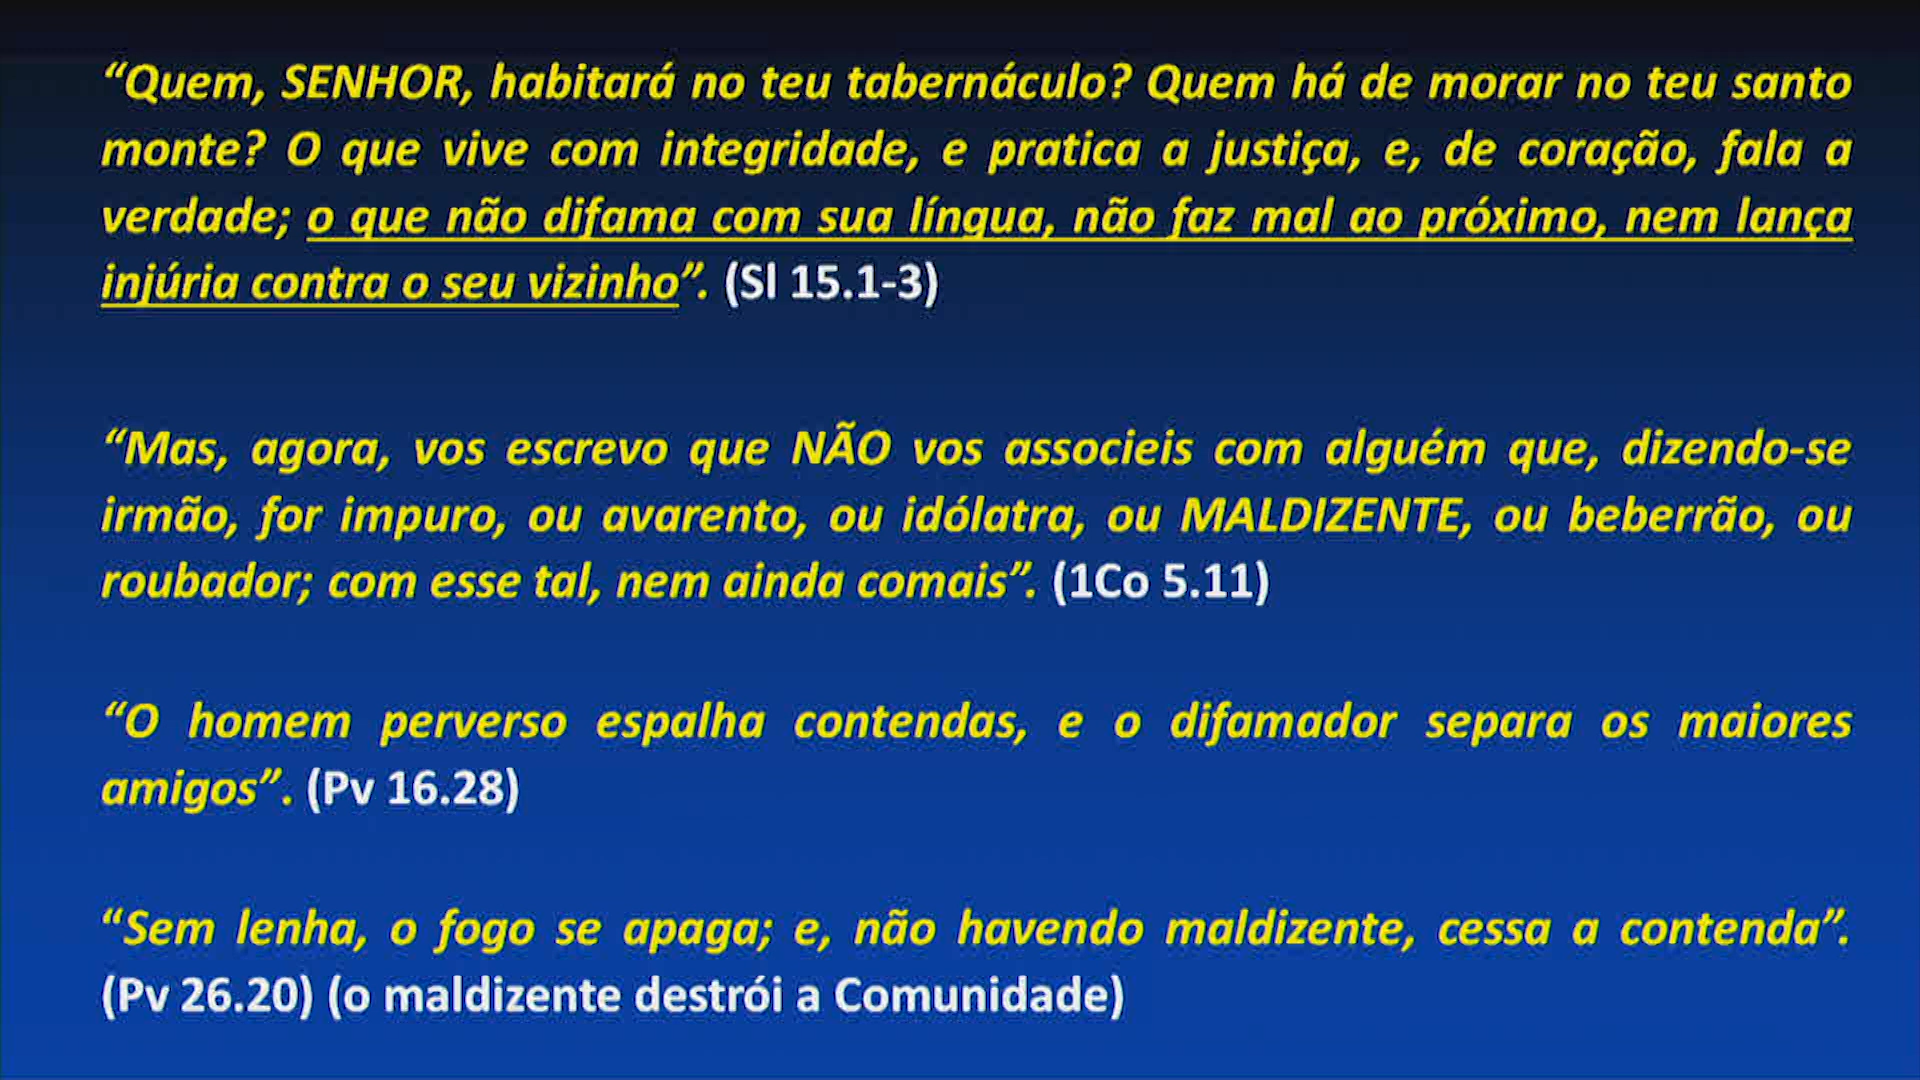 “Quem, SENHOR, habitará no teu tabernáculo? Quem há de morar no teu santo
monte? O que vive com integridade, e pratica a justiça, e, de coração, fala a
verdade; o que não difama com sua língua, não faz mal ao próximo, nem lança
injúria contra o seu vizinho”. (Sl 15.1-3)
“Mas, agora, vos escrevo que NÃO vos associeis com alguém que, dizendo-se
irmão, for impuro, ou avarento, ou idólatra, ou MALDIZENTE, ou beberrão, ou
roubador; com esse tal, nem ainda comais”. (1Co 5.11)
“O homem perverso espalha contendas, e o difamador separa os maiores
amigos”. (Pv 16.28)
“Sem lenha, o fogo se apaga; e, não havendo maldizente, cessa a contenda”.
(Pv 26.20) (o maldizente destrói a Comunidade)